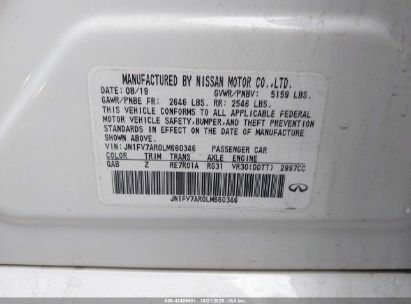 MANUFACTURED BY NISSAN MOTOR CO.,LTD.
DATE: 08/19 GVWR/PNBV: 5159 LBS.
GAWR/PNBE FR: 2646 LBS. RR: 2546 LBS.
THIS VEHICLE CONFORMS TO ALL APPLICABLE FEDERAL
MOTOR VEHICLE SAFETY,BUMPER,AND THEFT PREVENTION
STANDARDS IN EFFECT ON THE DATE OF MANUFACTURE
SHOWN ABOVE.
VIN: JN1FV7AR0LM660346 PASSENGER CAR
COLOR TRIM TRANS AXLE ENGINE
QAB Z RE7R01A RG31 VR30(DDTT) 2997CC
JN1FV7AR0LM660346